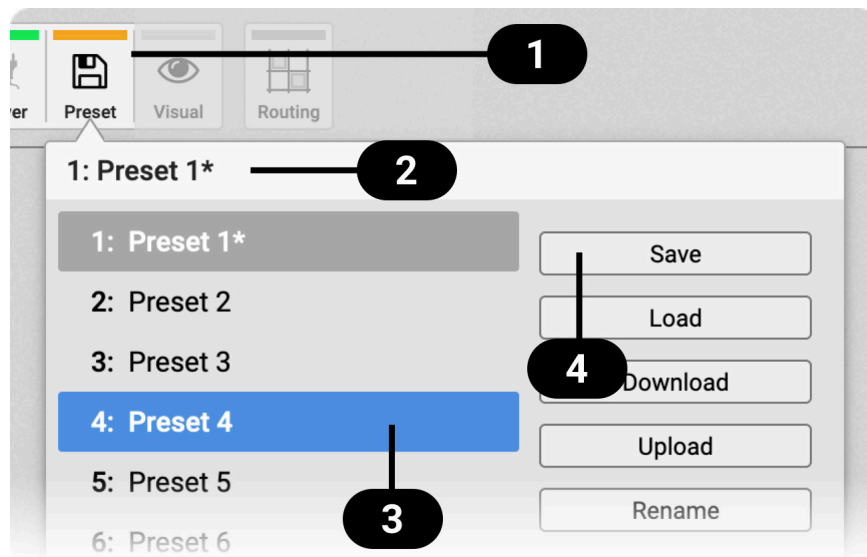 1
er
Preset
Visual
Routing
1: Preset 1*
2
1: Preset 1*
2: Preset 2
3: Preset 3
4: Preset 4
5: Preset 5
6: Preset 6
3
Save
Load
4
Download
Upload
Rename